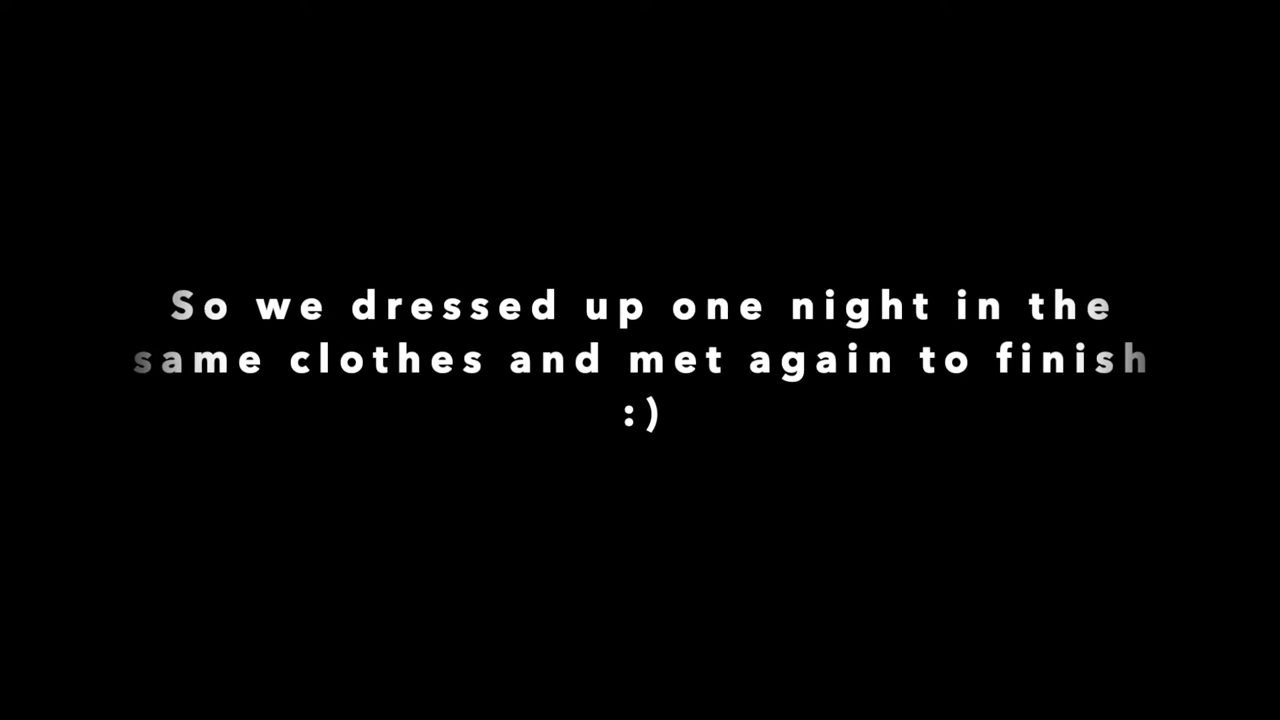 So we dressed up one night in the
same clothes and met again to finish
:)